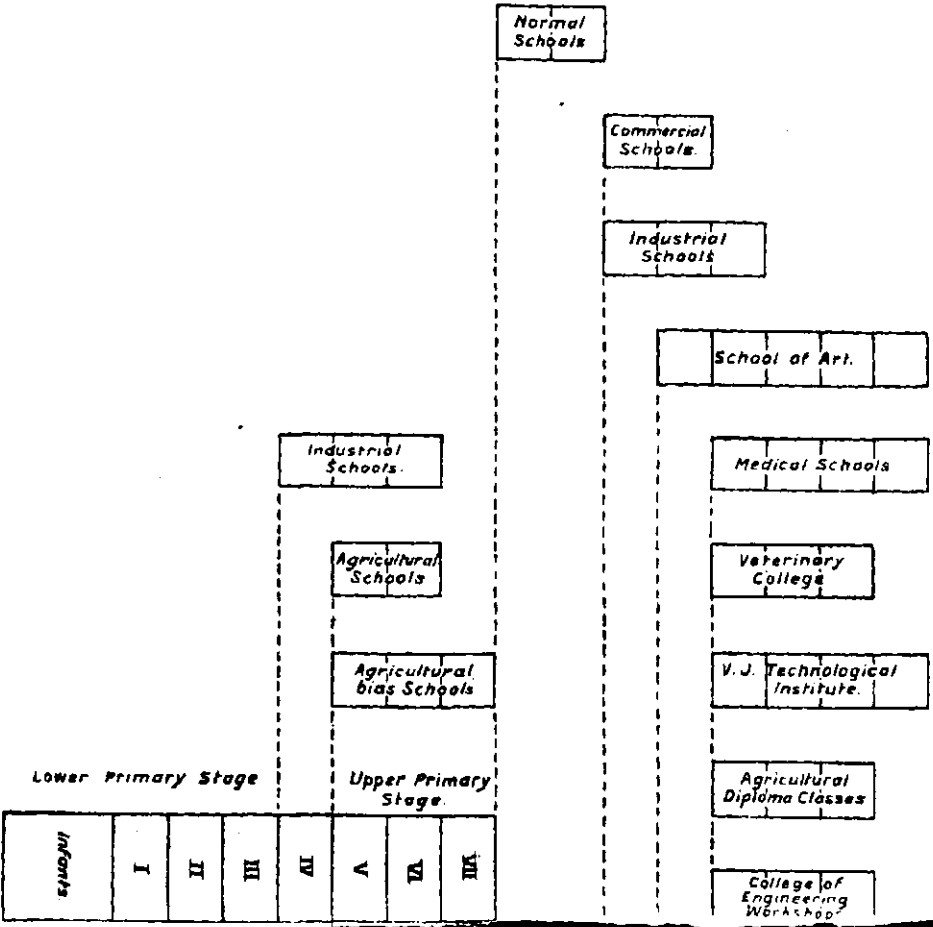 Normal
Schools
Commercial
Schools.
Industrial
Schools
School of Art.
Industrial
Schools.
Medical Schools
Agricultural
Schools
Veterinary
College
Agricultural
bias Schools
V.J. Technological
Institute.
Lower Primary Stage
Upper Primary
Stage.
Agricultural
Diploma Classes
Infants.
I
II
III
IV
V
VI
VII
College of
Engineering
Workshop